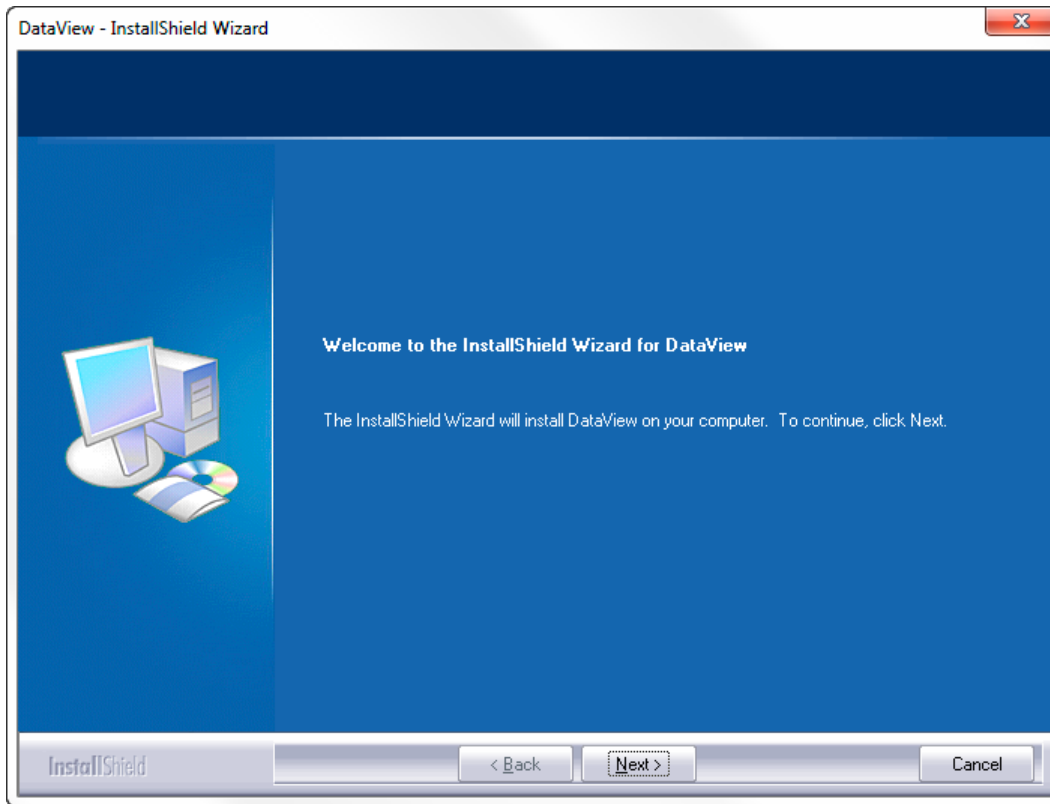 DataView - InstallShield Wizard
Welcome to the InstallShield Wizard for DataView
The InstallShield Wizard will install DataView on your computer. To continue, click Next.
InstallShield
< Back
Next >
Cancel